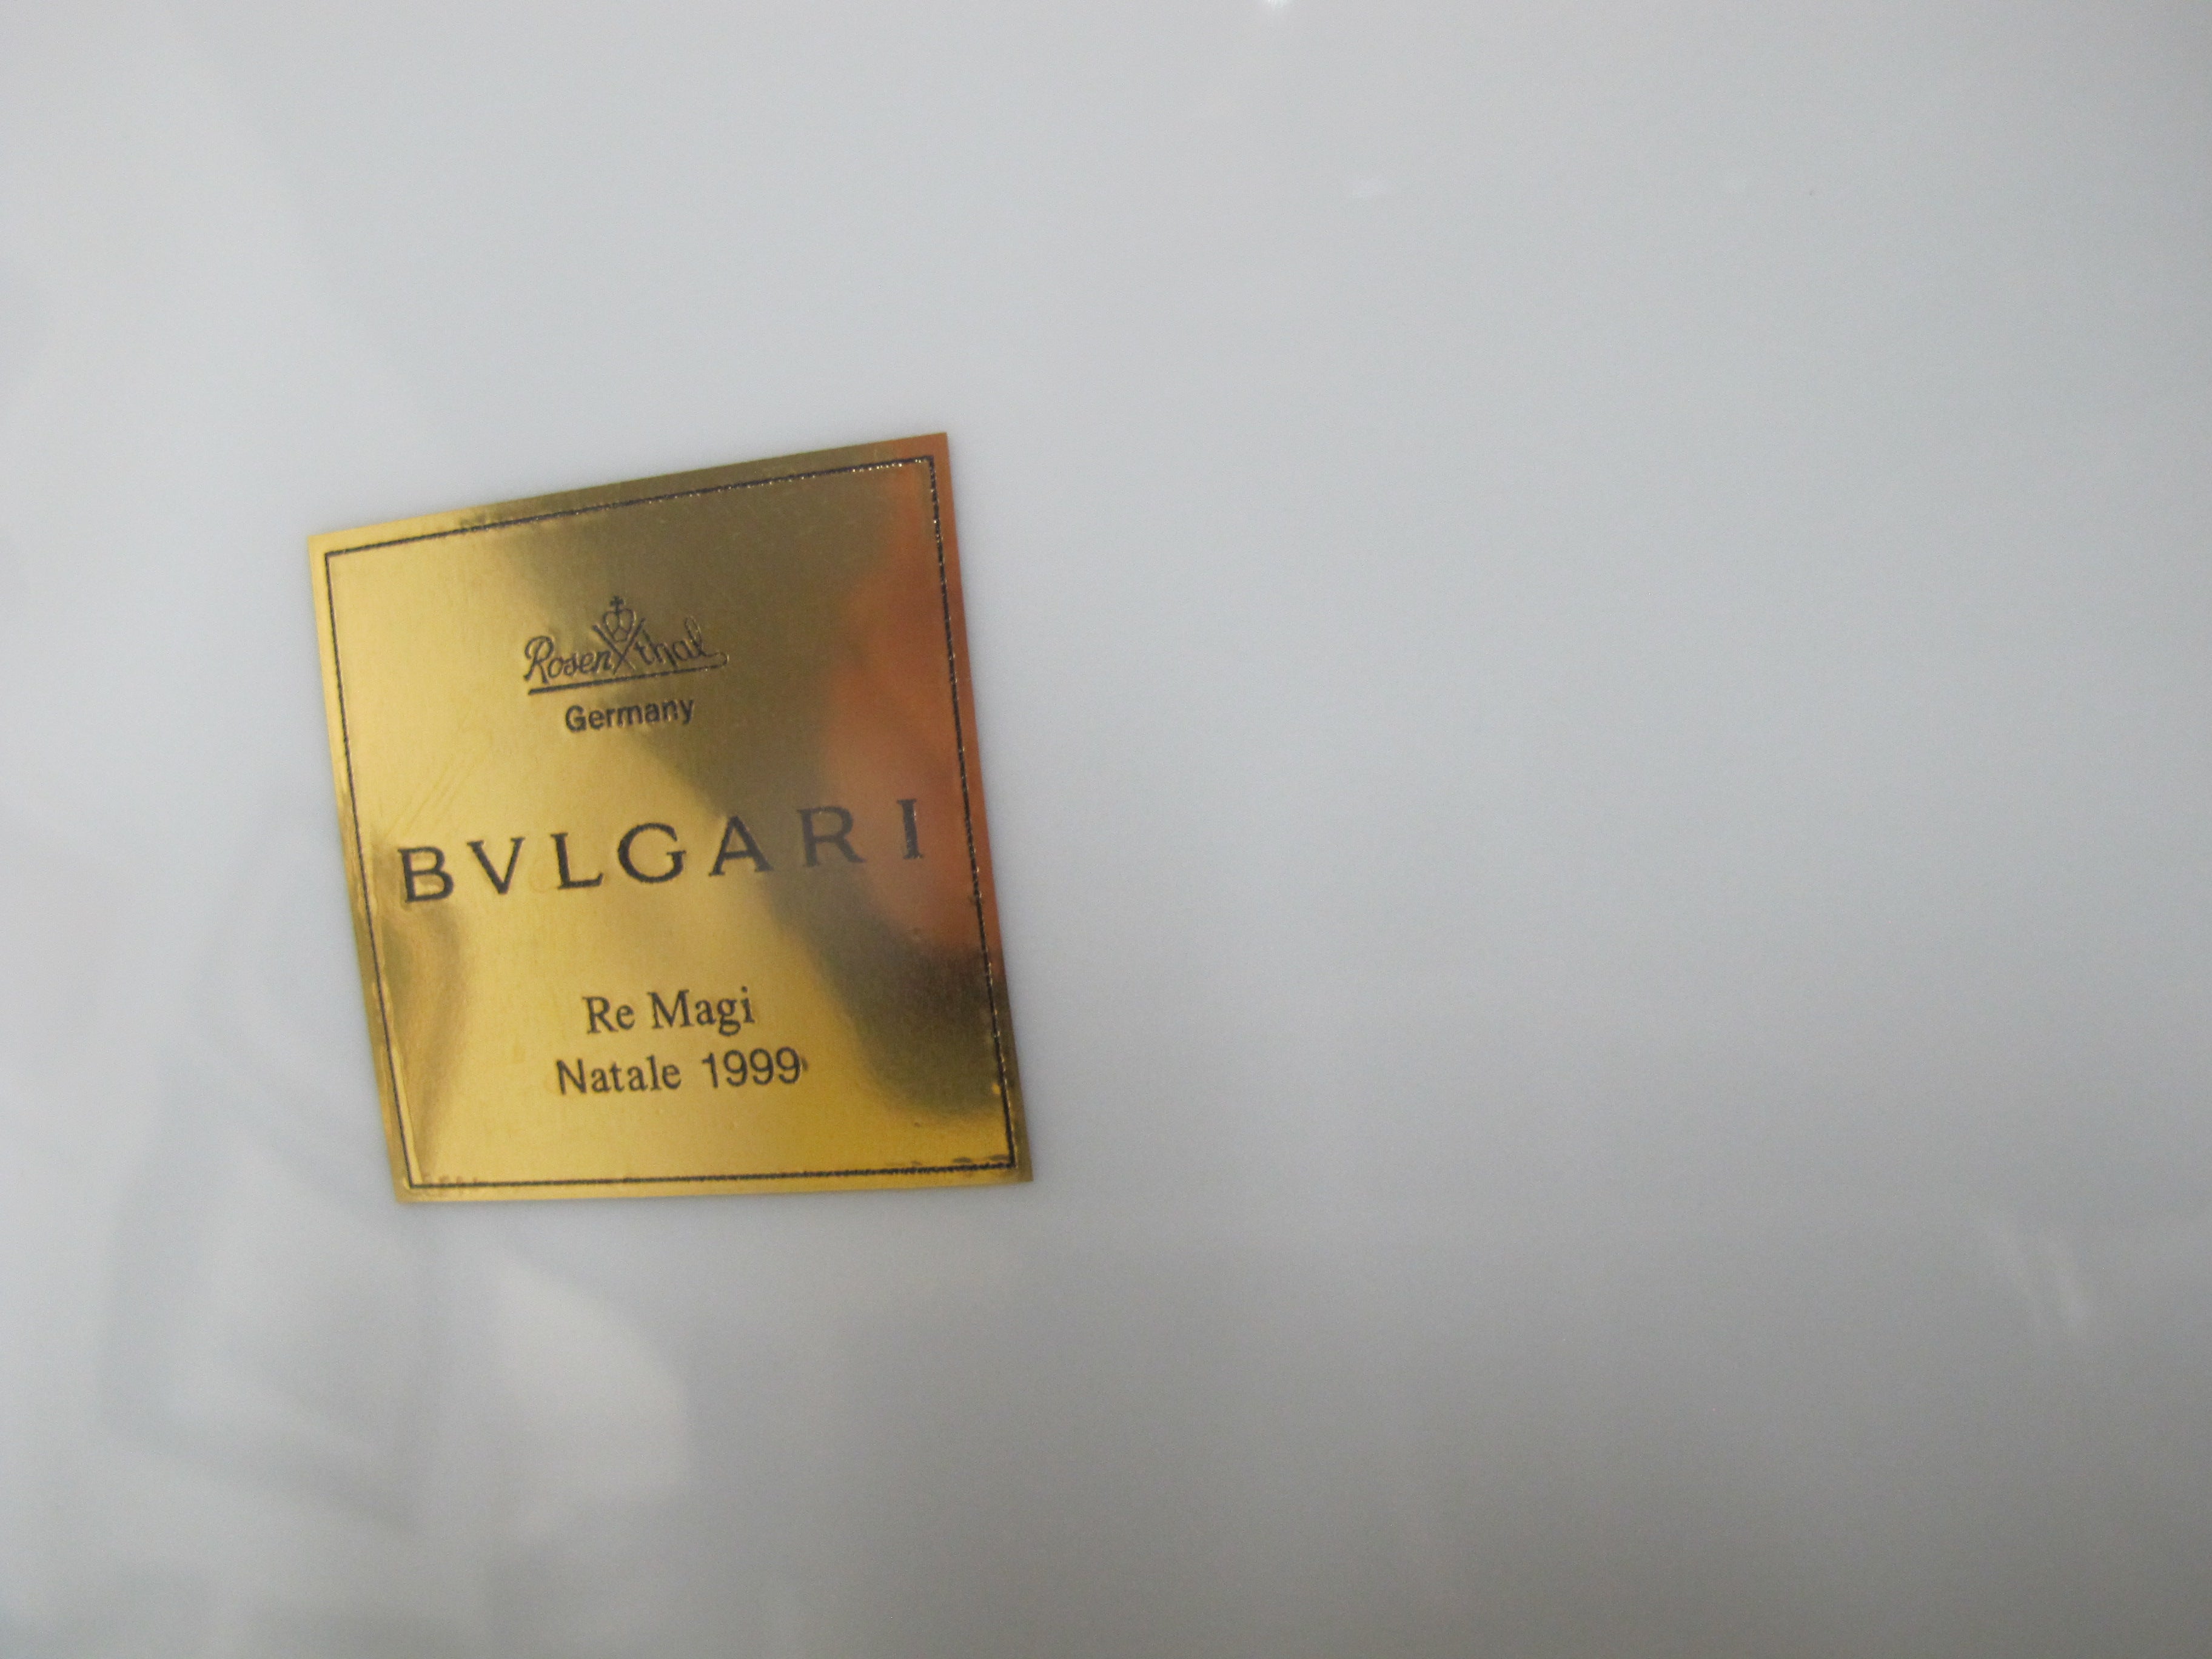 Rosenthal
Germany
BVLGARI
Re Magi
Natale 1999